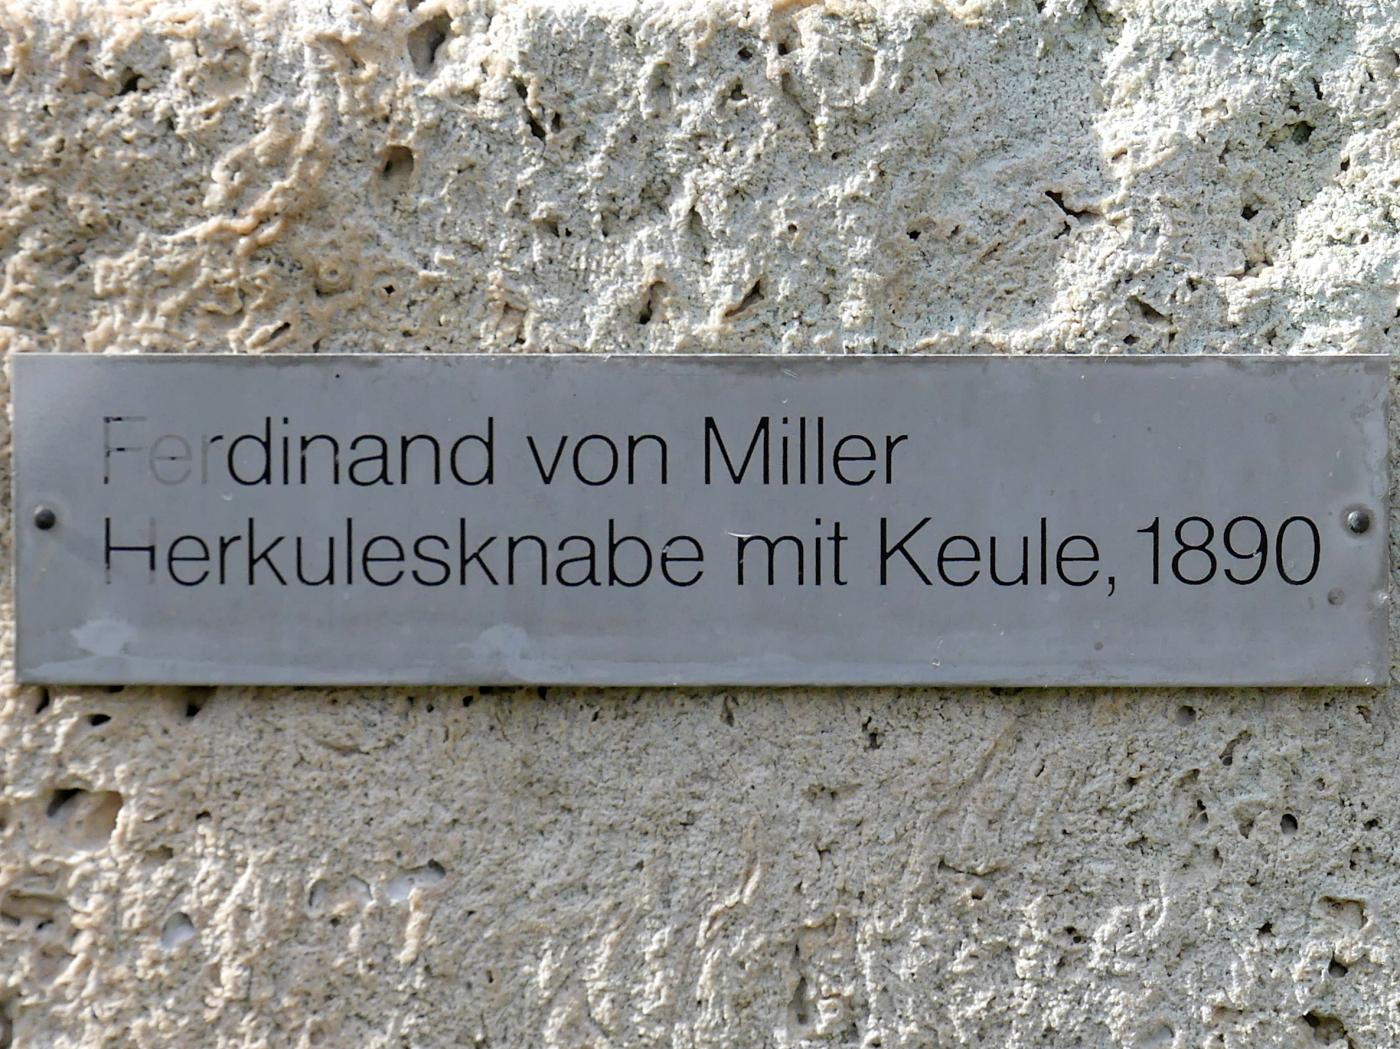 Ferdinand von Miller
Herkulesknabe mit Keule, 1890